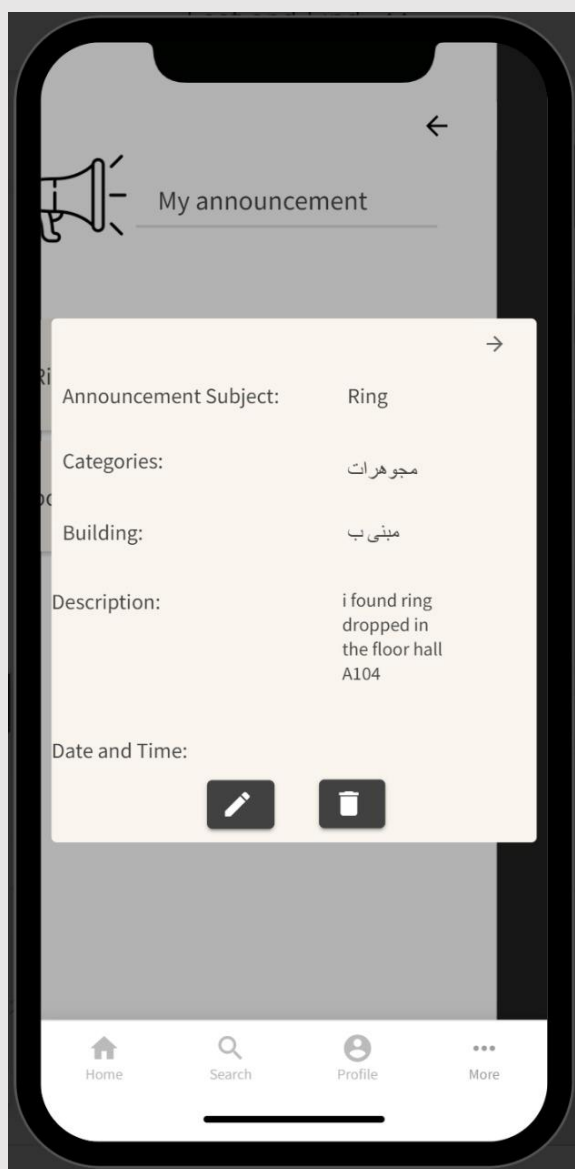 My announcement
Ri
Announcement Subject: Ring
Categories: مجوهرات
Building: مبنى ب
Description: i found ring
dropped in
the floor hall
A104
Date and Time:
Home Search Profile More